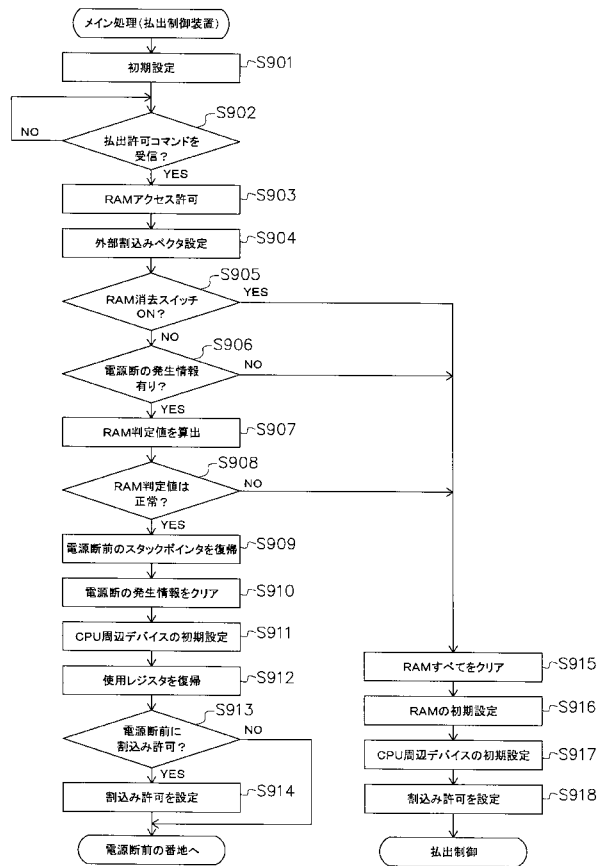 メイン処理(払出制御装置)
初期設定
S901
S902
払出許可コマンドを
受信?
NO
YES
RAMアクセス許可
S903
外部割込みベクタ設定
S904
S905
RAM消去スイッチ
ON?
YES
NO
S906
電源断の発生情報
有り?
NO
YES
RAM判定値を算出
S907
S908
RAM判定値は
正常?
NO
YES
電源断前のスタックポインタを復帰
S909
電源断の発生情報をクリア
S910
CPU周辺デバイスの初期設定
S911
使用レジスタを復帰
S912
S913
電源断前に
割込み許可?
NO
YES
割込み許可を設定
S914
電源断前の番地へ
RAMすべてをクリア
S915
RAMの初期設定
S916
CPU周辺デバイスの初期設定
S917
割込み許可を設定
S918
払出制御